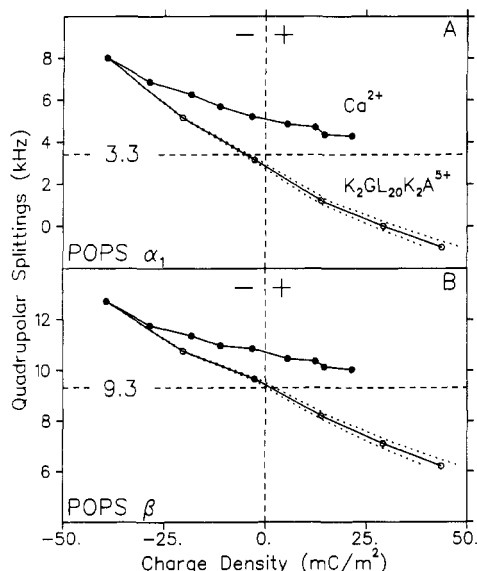 − + A
8
6
4
2
0
Ca²⁺
3.3
K₂GL₂₀K₂A⁵⁺
POPS α₁
− + B
12
10
8
6
9.3
POPS β
Quadrupolar Splittings (kHz)
-50. -25. 0. 25. 50.
Charge Density (mC/m²)